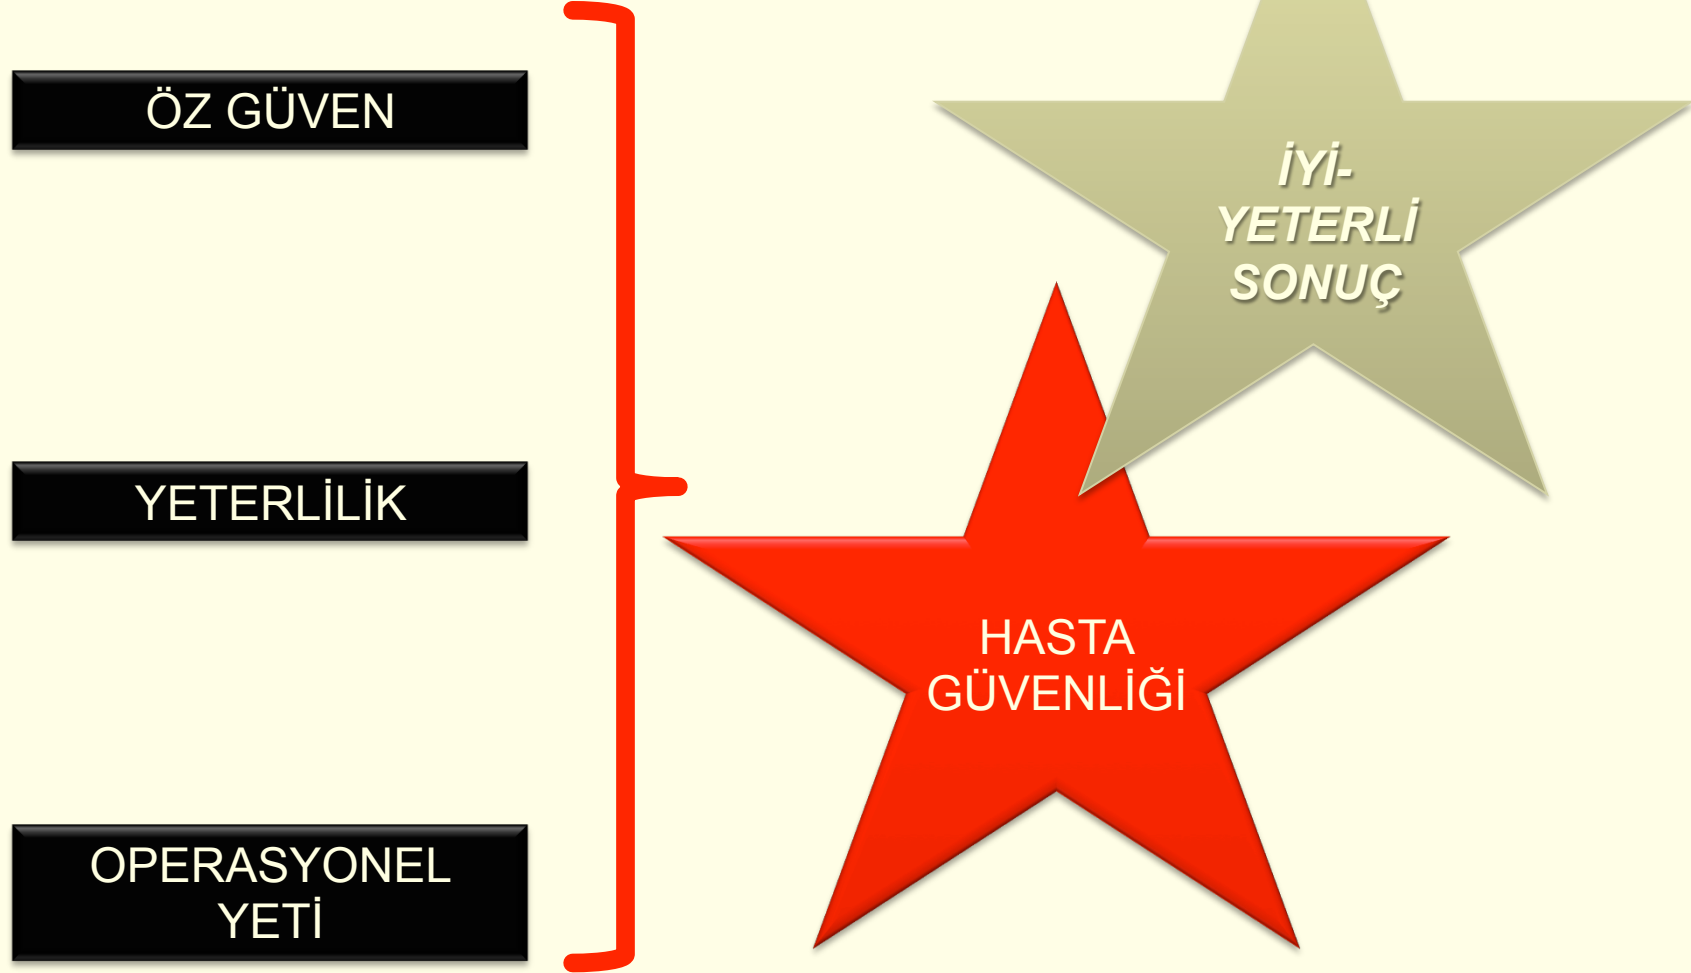 ÖZ GÜVEN
YETERLİLİK
OPERASYONEL
YETİ
İYİ-
YETERLİ
SONUÇ
HASTA
GÜVENLİĞİ